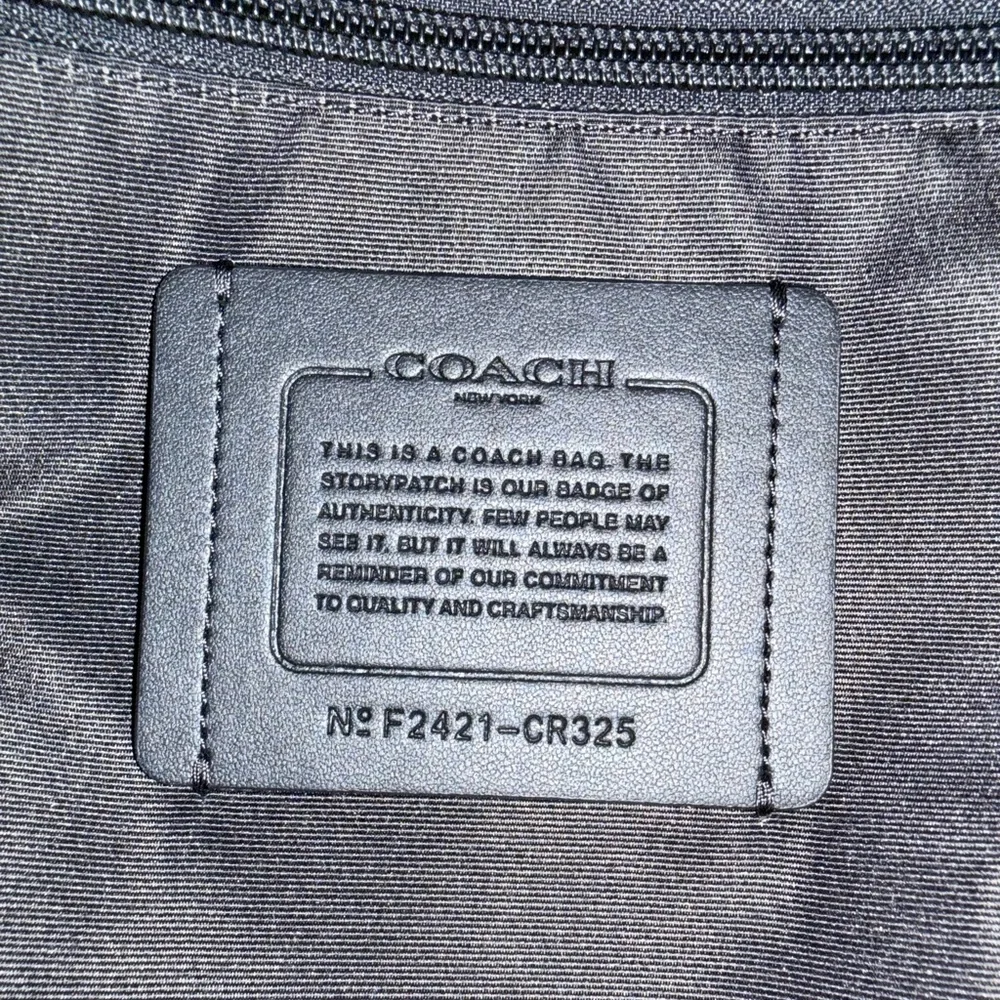 COACH
NEW YORK
THIS IS A COACH BAG. THE
STORYPATCH IS OUR BADGE OF
AUTHENTICITY. FEW PEOPLE MAY
SEE IT, BUT IT WILL ALWAYS BE A
REMINDER OF OUR COMMITMENT
TO QUALITY AND CRAFTSMANSHIP.
Nº F2421-CR325